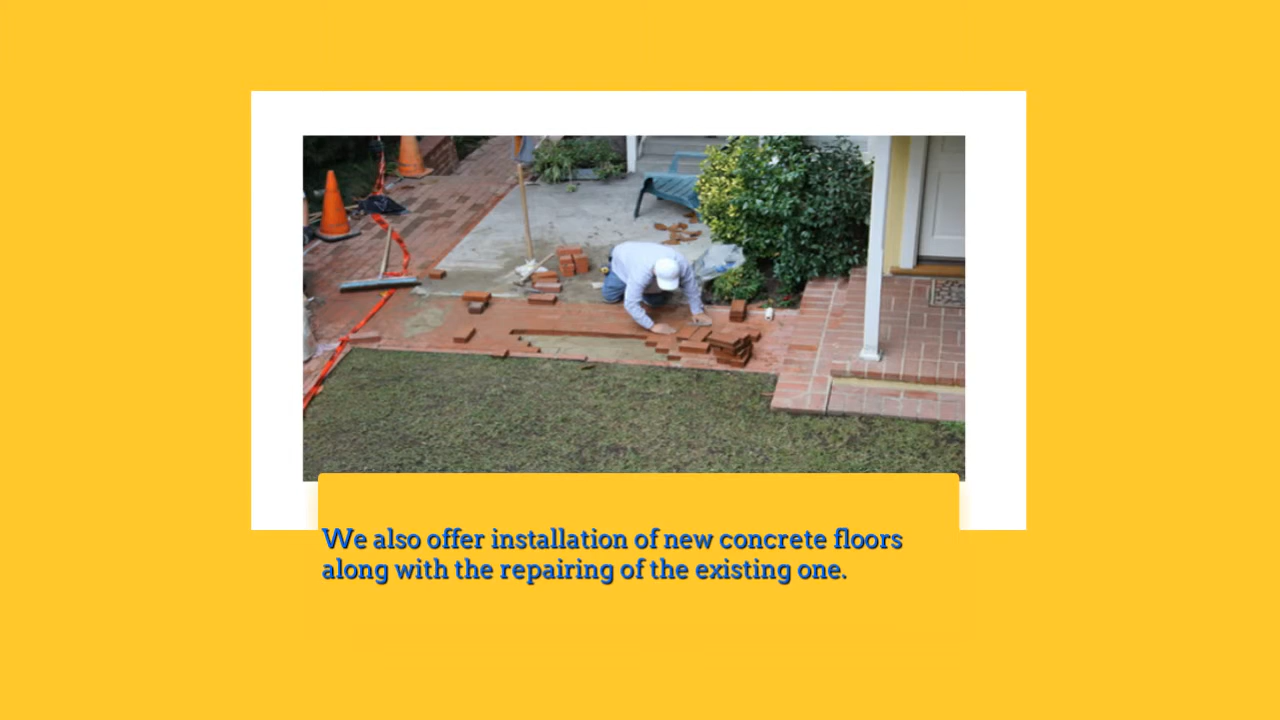 We also offer installation of new concrete floors
along with the repairing of the existing one.